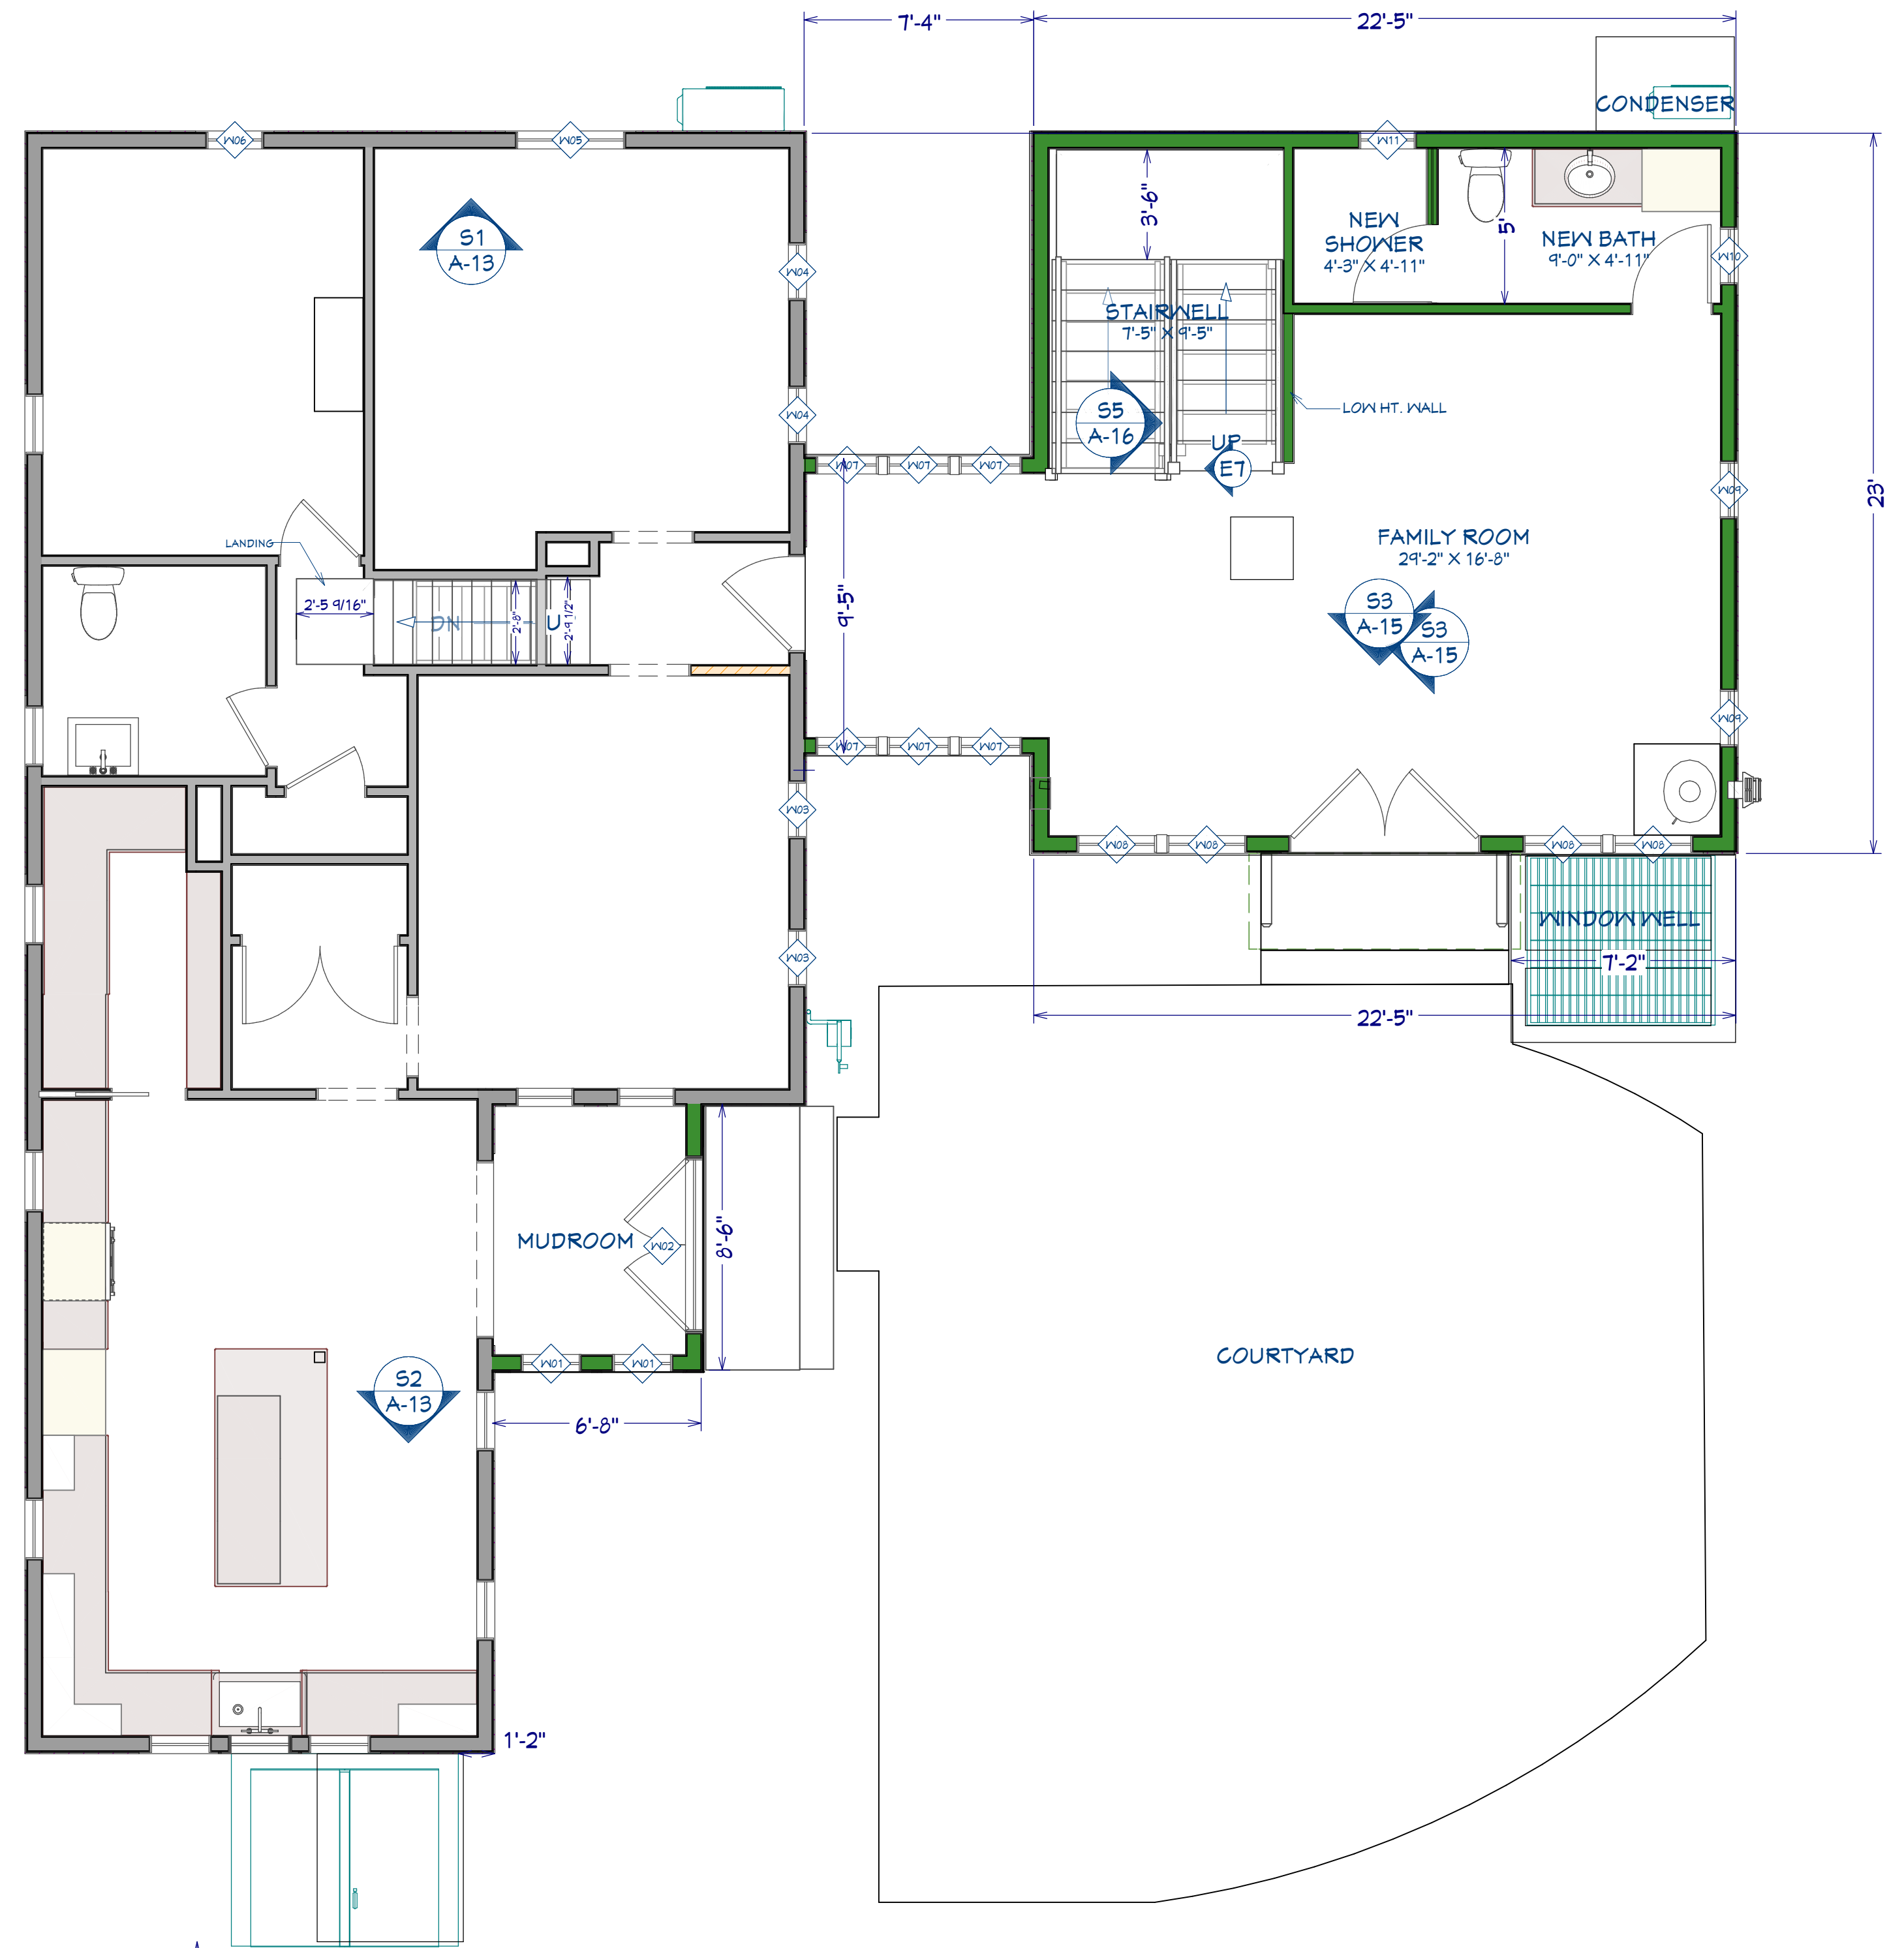 7'-4"
22'-5"
CONDENSER
W06
W05
W11
S1
A-13
3'-6"
5'
NEW
SHOWER
4'-3" X 4'-11"
NEW BATH
9'-0" X 4'-11"
W10
W04
STAIRWELL
7'-5" X 9'-5"
W04
S5
A-16
LOW HT. WALL
UP
E7
W07
W07
W07
W09
23'
LANDING
FAMILY ROOM
29'-2" X 16'-8"
2'-5 9/16"
DN
2'-8"
U
2'-9 1/2"
9'-5"
S3
A-15
S3
A-15
W09
W07
W07
W07
W03
W08
W08
W08
W08
WINDOW WELL
7'-2"
W03
22'-5"
MUDROOM
W02
8'-6"
W01
W01
COURTYARD
S2
A-13
6'-8"
1'-2"